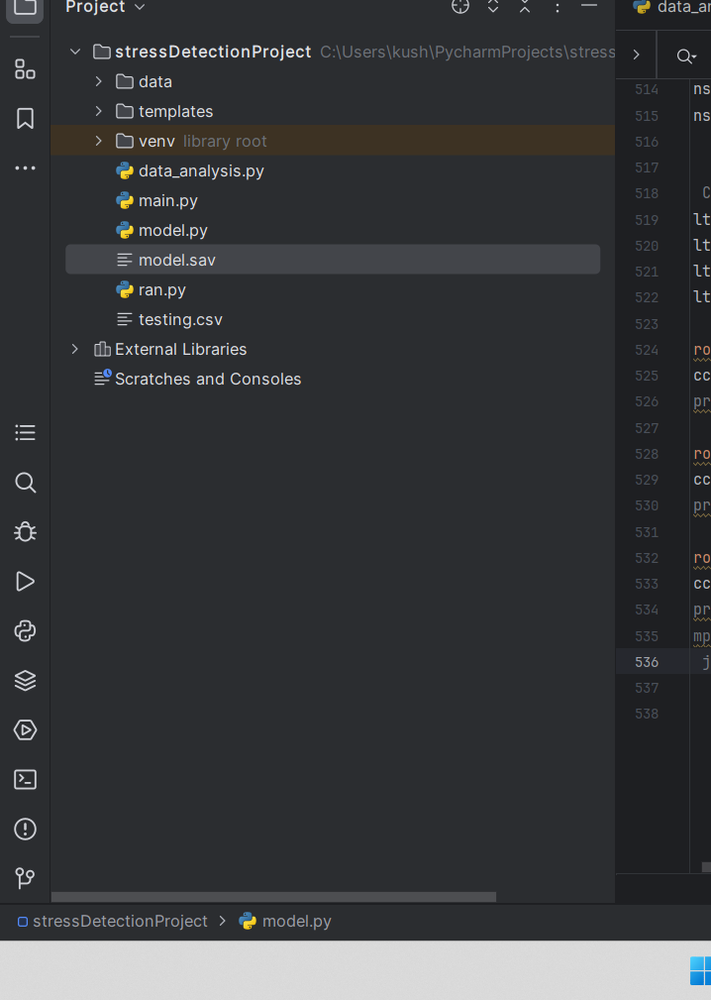 Project
data_ar
stressDetectionProject C:\Users\kush\PycharmProjects\stress
data
templates
venv library root
data_analysis.py
main.py
model.py
model.sav
ran.py
testing.csv
External Libraries
Scratches and Consoles
514 ns
515 ns
516
517
518 C
519 lt
520 lt
521 lt
522 lt
523
524 ro
525 cc
526 pr
527
528 ro
529 cc
530 pr
531
532 ro
533 cc
534 pr
535 mp
536 j
537
538
stressDetectionProject > model.py